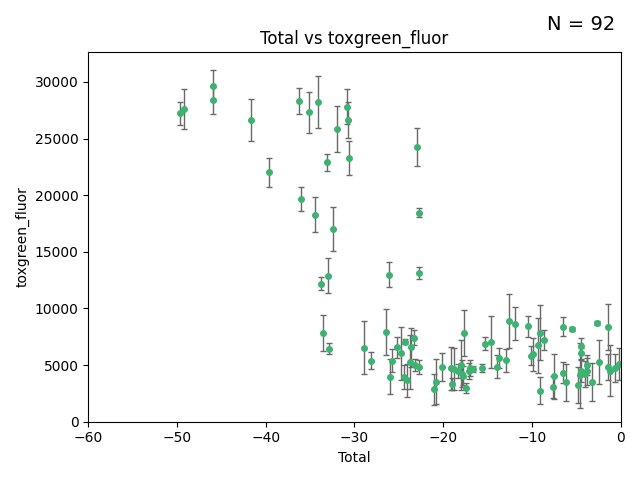 N = 92
Total vs toxgreen_fluor
30000
25000
20000
15000
10000
5000
0
toxgreen_fluor
−60 −50 −40 −30 −20 −10 0
Total